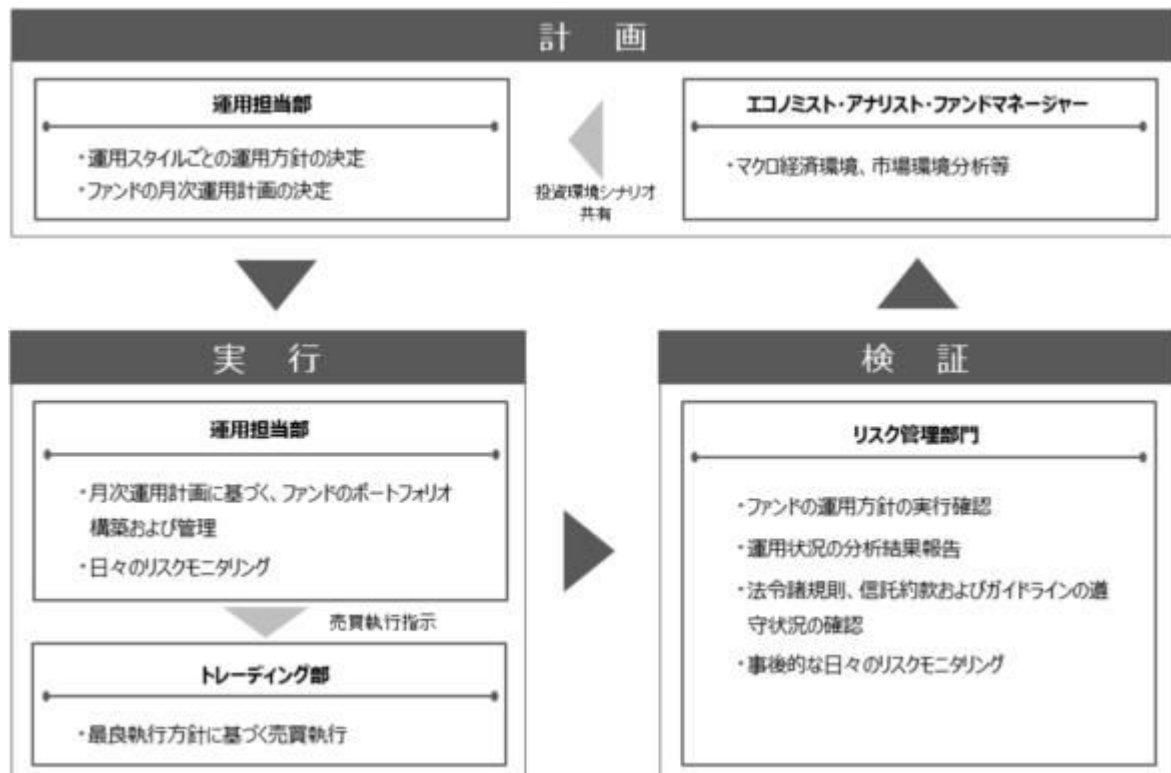 計 画
運用担当部
・運用スタイルごとの運用方針の決定
・ファンドの月次運用計画の決定
投資環境シナリオ
共有
エコノミスト・アナリスト・ファンドマネージャー
・マクロ経済環境、市場環境分析等
実 行
運用担当部
・月次運用計画に基づく、ファンドのポートフォリオ
構築および管理
・日々のリスクモニタリング
売買執行指示
トレーディング部
・最良執行方針に基づく売買執行
検 証
リスク管理部門
・ファンドの運用方針の実行確認
・運用状況の分析結果報告
・法令諸規則、信託約款およびガイドラインの遵
守状況の確認
・事後的な日々のリスクモニタリング